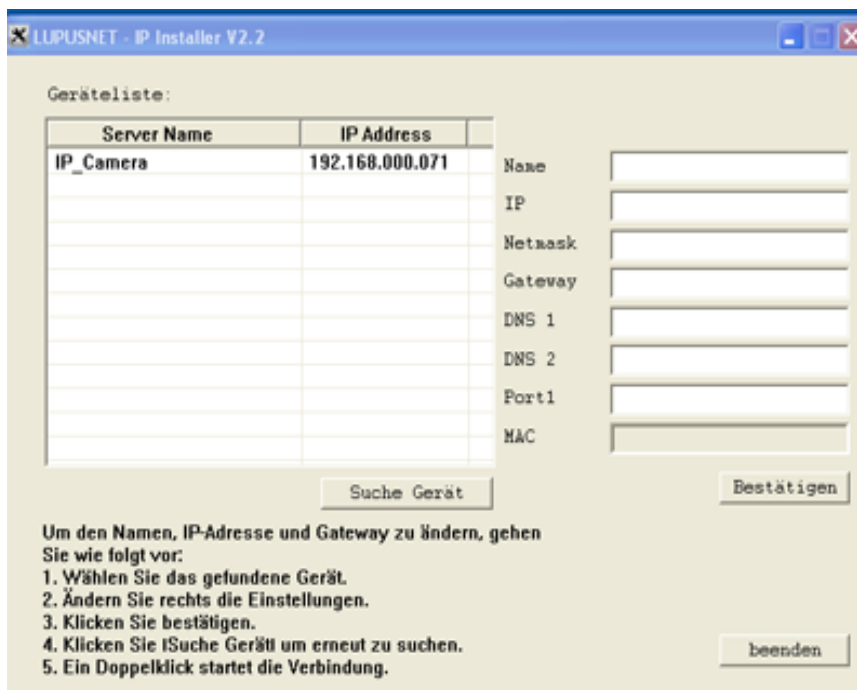 LUPUSNET - IP Installer V2.2
Geräteliste:
Server Name IP Address
IP_Camera 192.168.000.071
Name
IP
Netmask
Gateway
DNS 1
DNS 2
Port1
MAC
Suche Gerät
Bestätigen
Um den Namen, IP-Adresse und Gateway zu ändern, gehen
Sie wie folgt vor:
1. Wählen Sie das gefundene Gerät.
2. Ändern Sie rechts die Einstellungen.
3. Klicken Sie bestätigen.
4. Klicken Sie |Suche Gerät| um erneut zu suchen.
5. Ein Doppelklick startet die Verbindung.
beenden